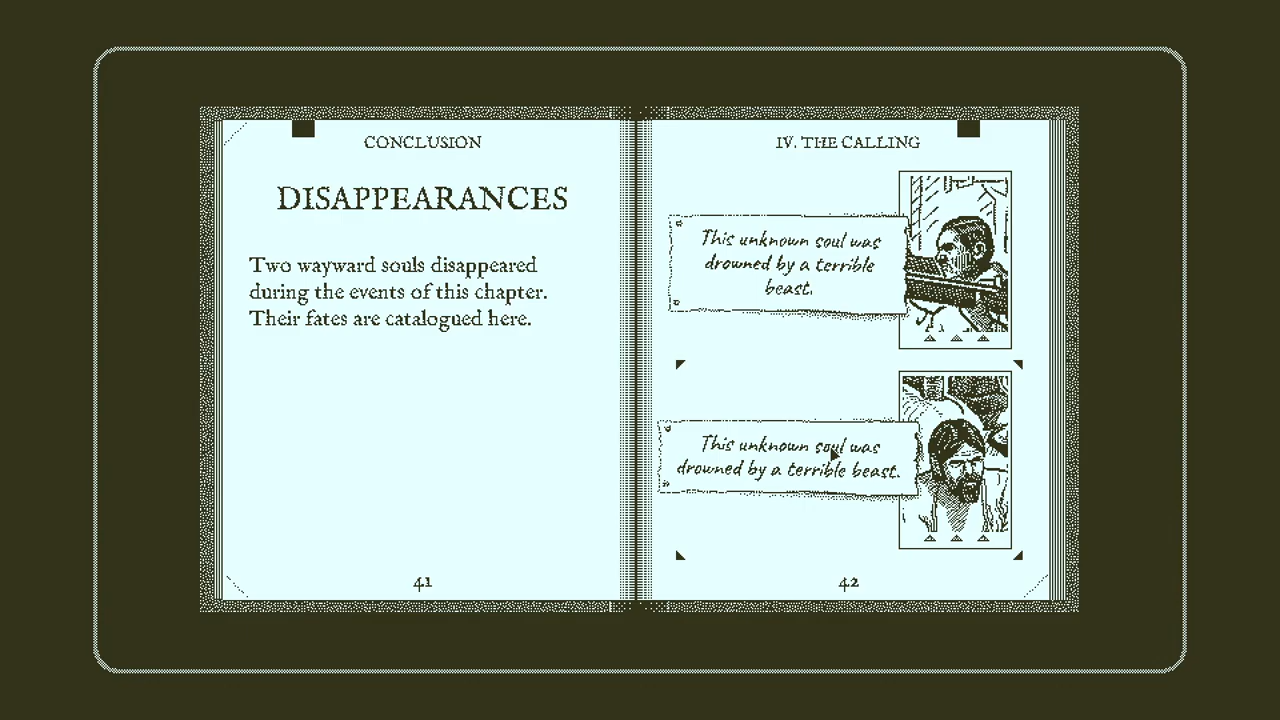 CONCLUSION
DISAPPEARANCES
Two wayward souls disappeared
during the events of this chapter.
Their fates are catalogued here.
41
IV. THE CALLING
This unknown soul was
drowned by a terrible
beast.
This unknown soul was
drowned by a terrible beast.
42